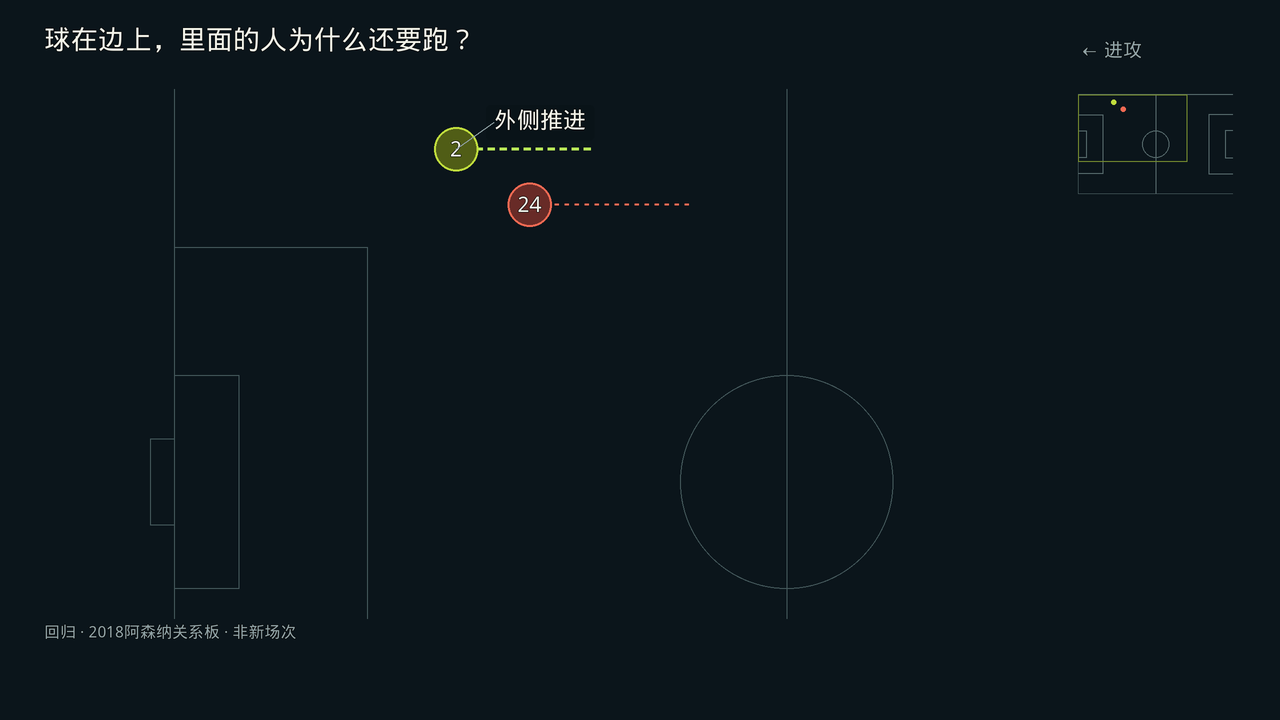 球在边上，里面的人为什么还要跑？
← 进攻
外侧推进
2
24
回归 · 2018阿森纳关系板 · 非新场次